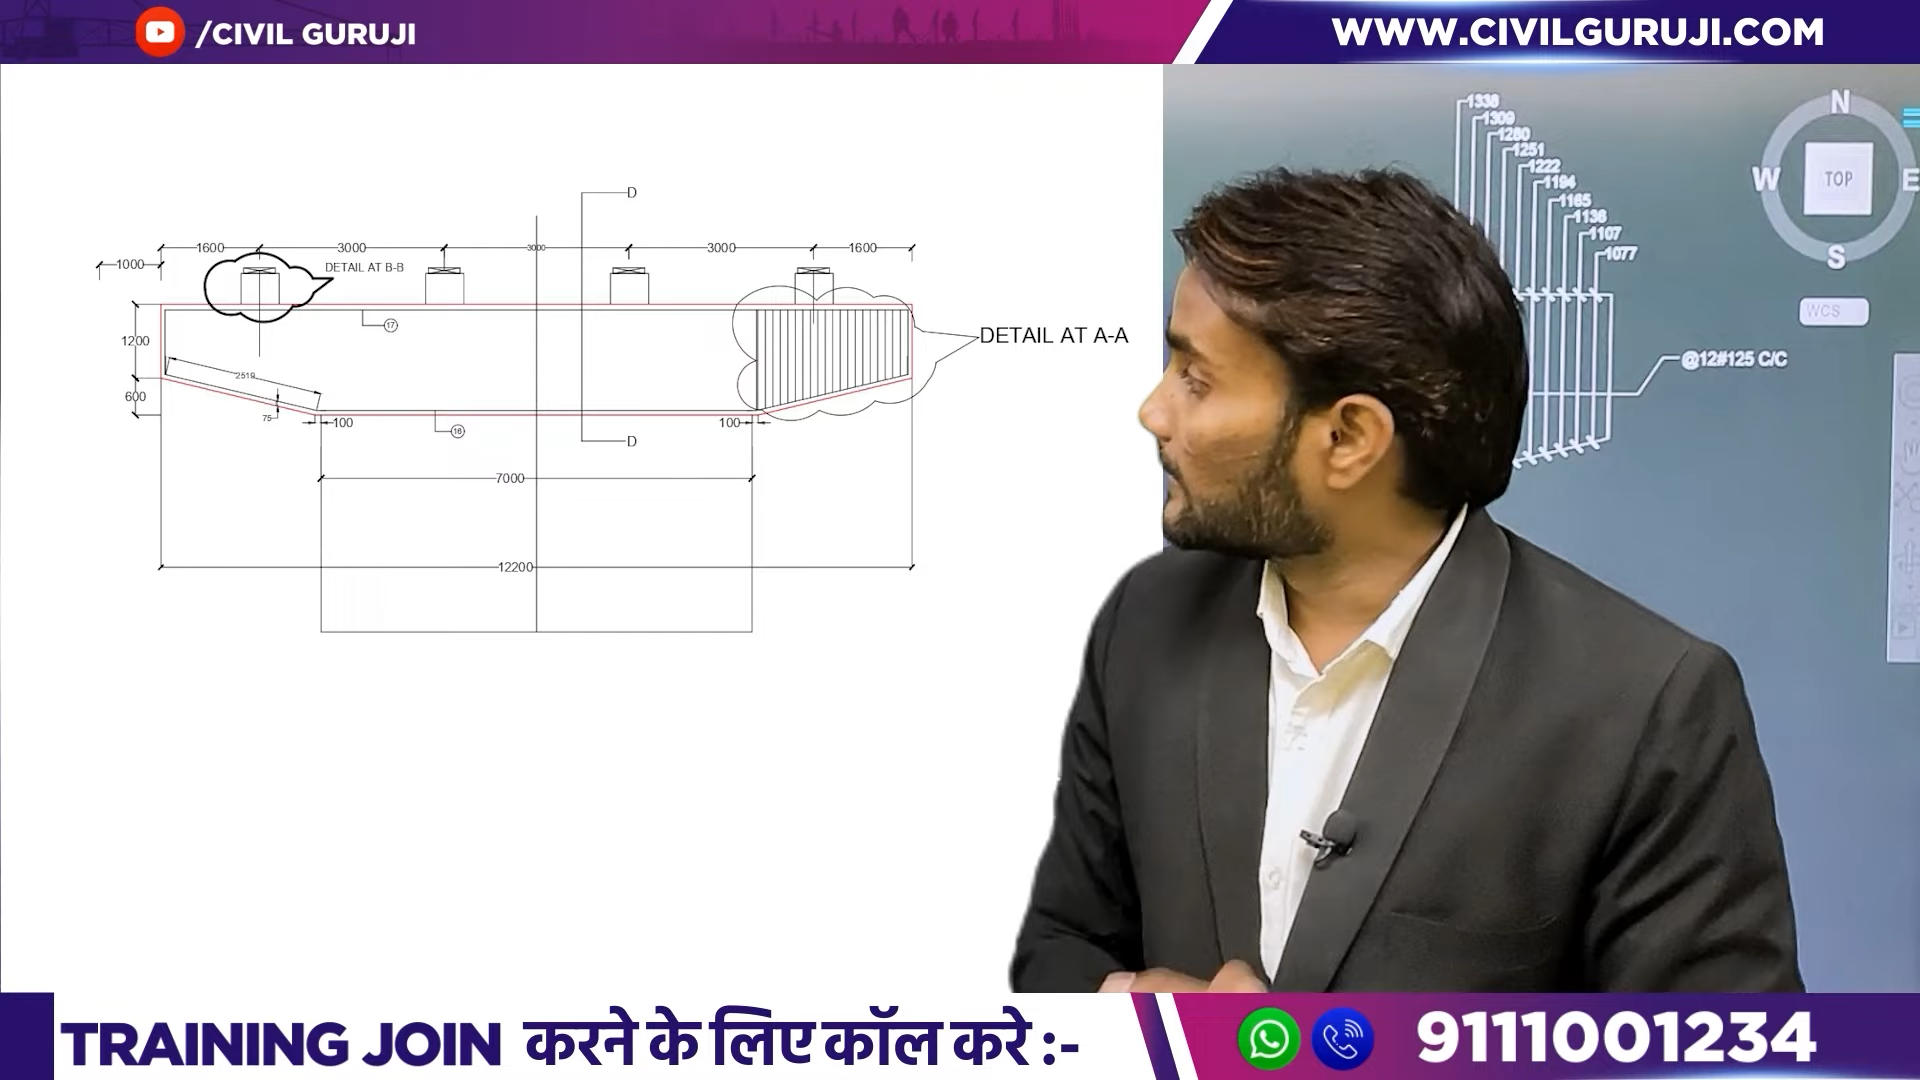 /CIVIL GURUJI
WWW.CIVILGURUJI.COM
D
1600 3000 3000 3000 1600
1000
DETAIL AT B-B
17
1200
DETAIL AT A-A
2519
600
75
100
16
100
D
7000
12200
1338
1309
1280
1251
1222
1194
1165
1136
1107
1077
@12#125 C/C
N
W TOP E
S
WCS
TRAINING JOIN करने के लिए कॉल करे :-
9111001234